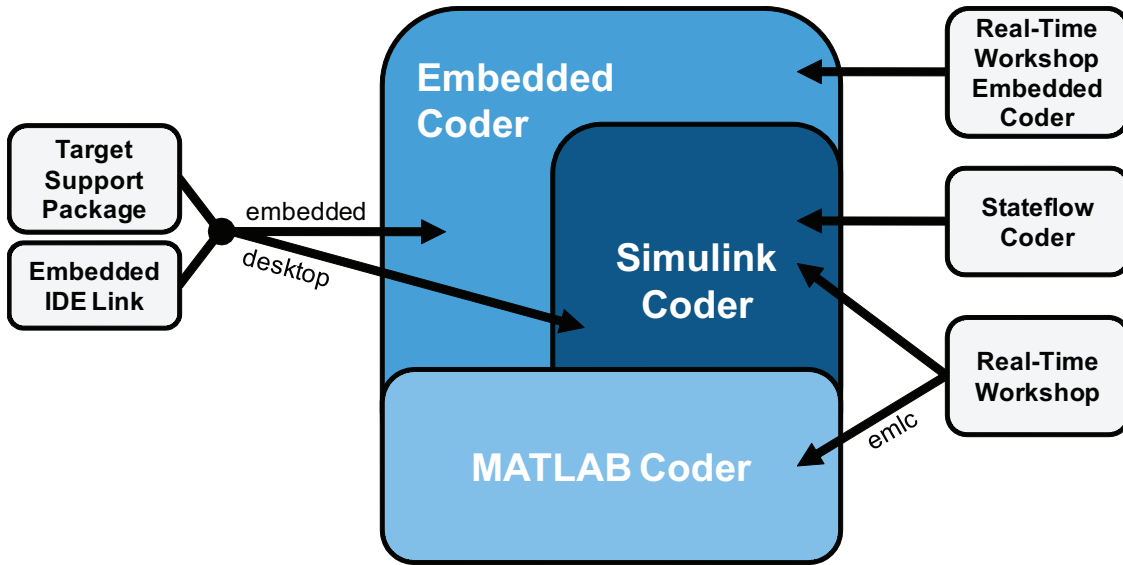 Target
Support
Package
Embedded
IDE Link
embedded
desktop
Embedded
Coder
Simulink
Coder
MATLAB Coder
Real-Time
Workshop
Embedded
Coder
Stateflow
Coder
Real-Time
Workshop
emlc